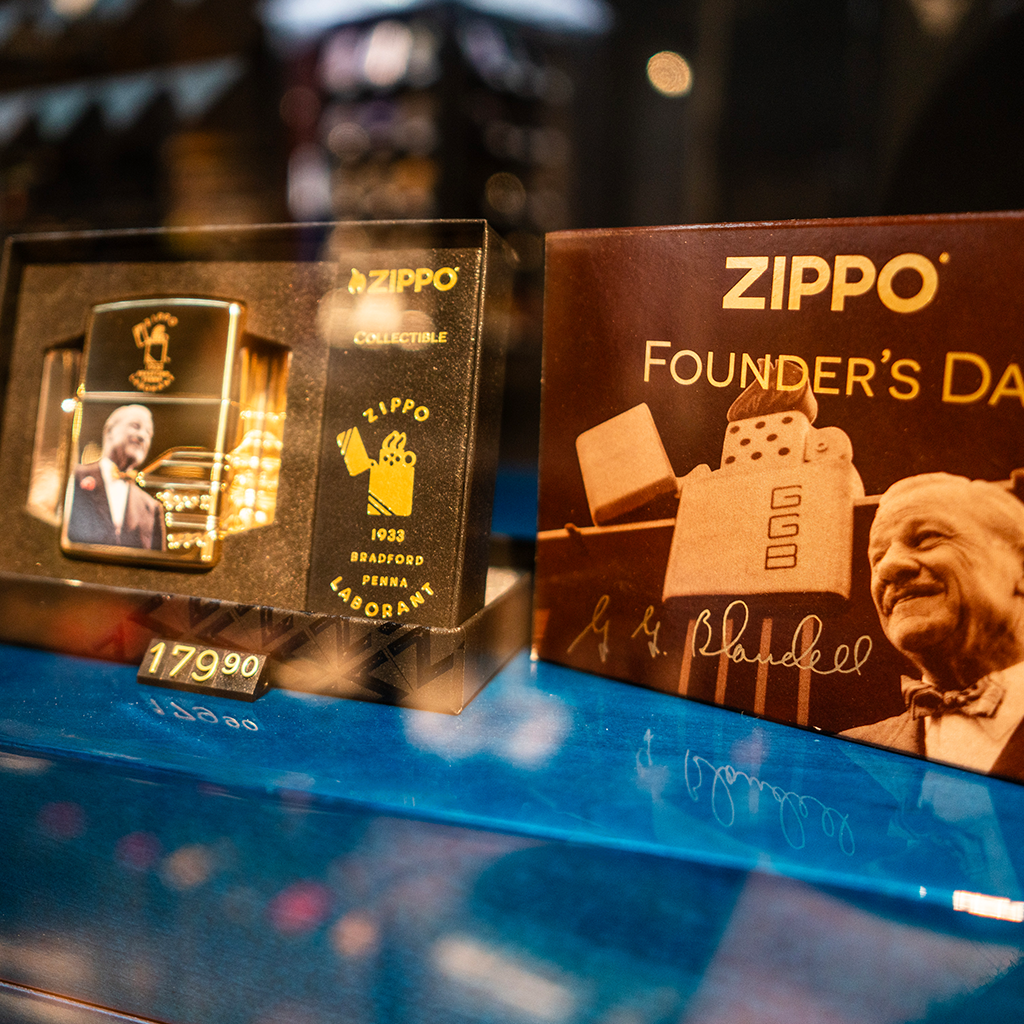 ZIPPO
COLLECTIBLE
ZIPPO
1933
BRADFORD
PENNA
LABORANT
179 90
ZIPPO
FOUNDER'S DA
GGB
G. G. Blaisdell